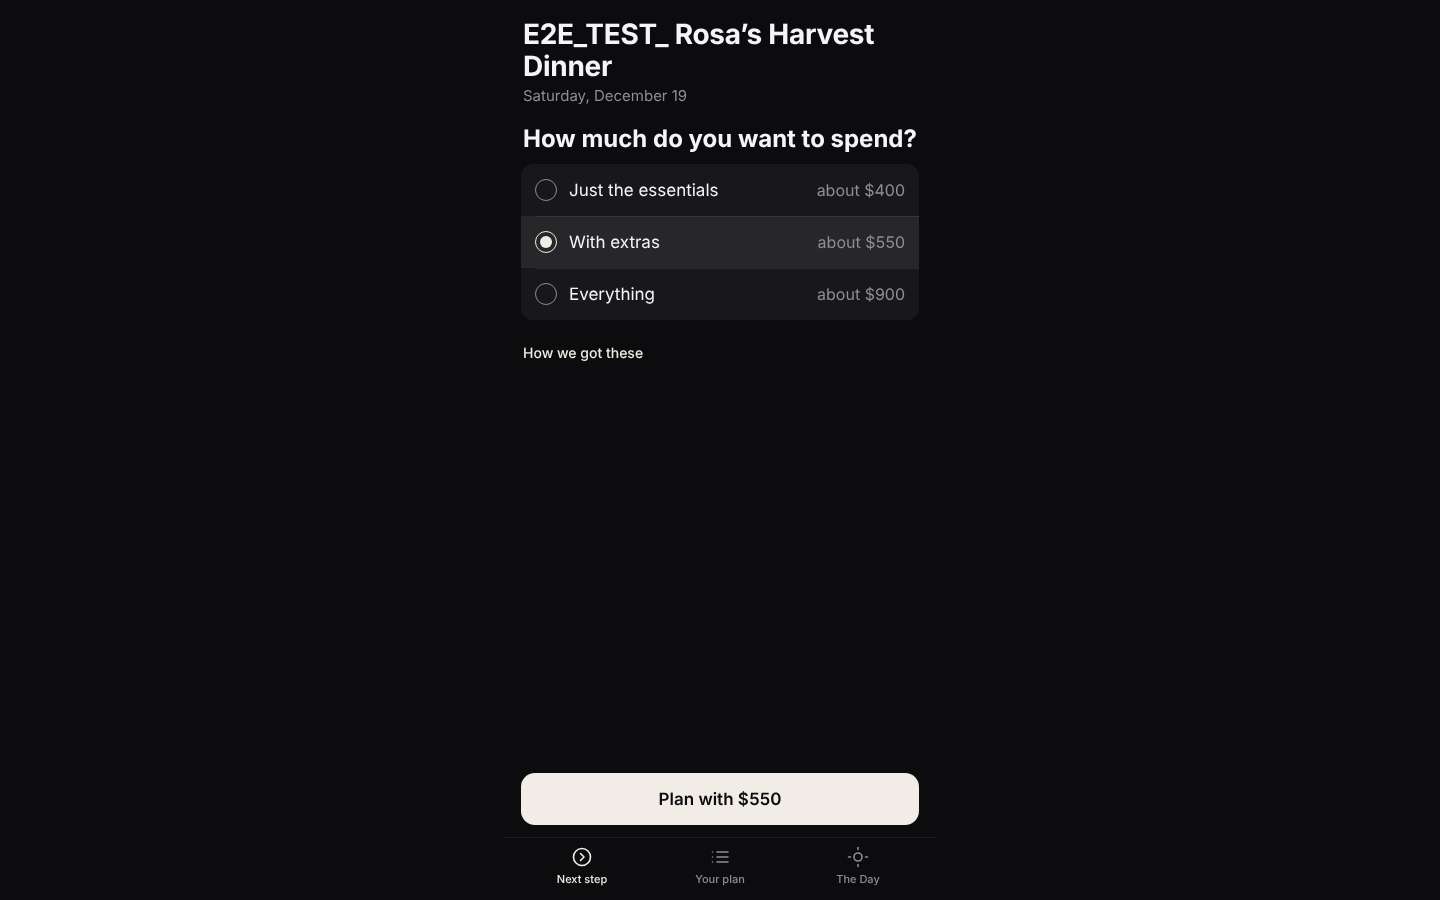 E2E_TEST_ Rosa’s Harvest
Dinner
Saturday, December 19
How much do you want to spend?
Just the essentials about $400
With extras about $550
Everything about $900
How we got these
Plan with $550
Next step Your plan The Day